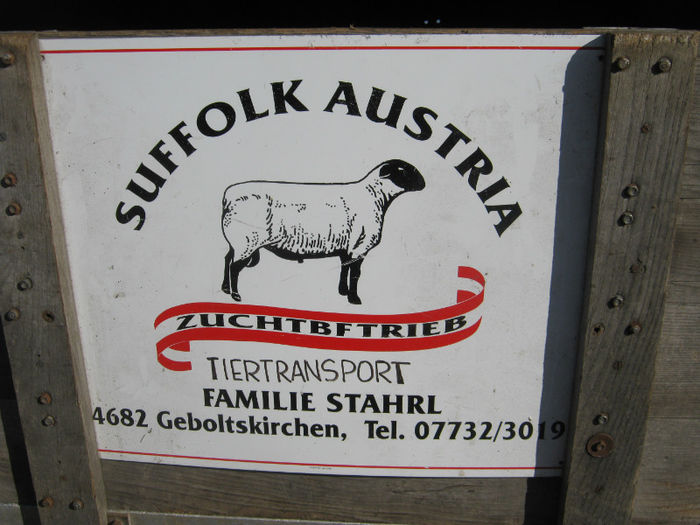 SUFFOLK AUSTRIA
ZUCHTBFTRIEB
TIERTRANSPORT
FAMILIE STAHRL
4682 Geboltskirchen, Tel. 07732/3019